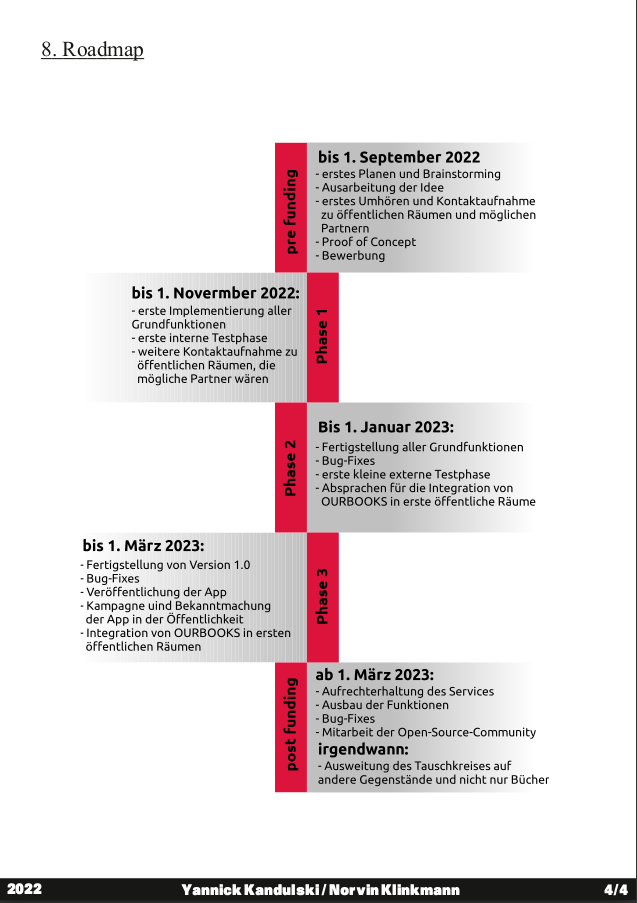 8. Roadmap
pre funding
bis 1. September 2022
- erstes Planen und Brainstorming
- Ausarbeitung der Idee
- erstes Umhören und Kontaktaufnahme
zu öffentlichen Räumen und möglichen
Partnern
- Proof of Concept
- Bewerbung
Phase 1
bis 1. Novermber 2022:
- erste Implementierung aller
Grundfunktionen
- erste interne Testphase
- weitere Kontaktaufnahme zu
öffentlichen Räumen, die
mögliche Partner wären
Phase 2
Bis 1. Januar 2023:
- Fertigstellung aller Grundfunktionen
- Bug-Fixes
- erste kleine externe Testphase
- Absprachen für die Integration von
OURBOOKS in erste öffentliche Räume
Phase 3
bis 1. März 2023:
- Fertigstellung von Version 1.0
- Bug-Fixes
- Veröffentlichung der App
- Kampagne uind Bekanntmachung
der App in der Öffentlichkeit
- Integration von OURBOOKS in ersten
öffentlichen Räumen
post funding
ab 1. März 2023:
- Aufrechterhaltung des Services
- Ausbau der Funktionen
- Bug-Fixes
- Mitarbeit der Open-Source-Community
irgendwann:
- Ausweitung des Tauschkreises auf
andere Gegenstände und nicht nur Bücher
2022 Yannick Kandulski / Norvin Klinkmann 4/4